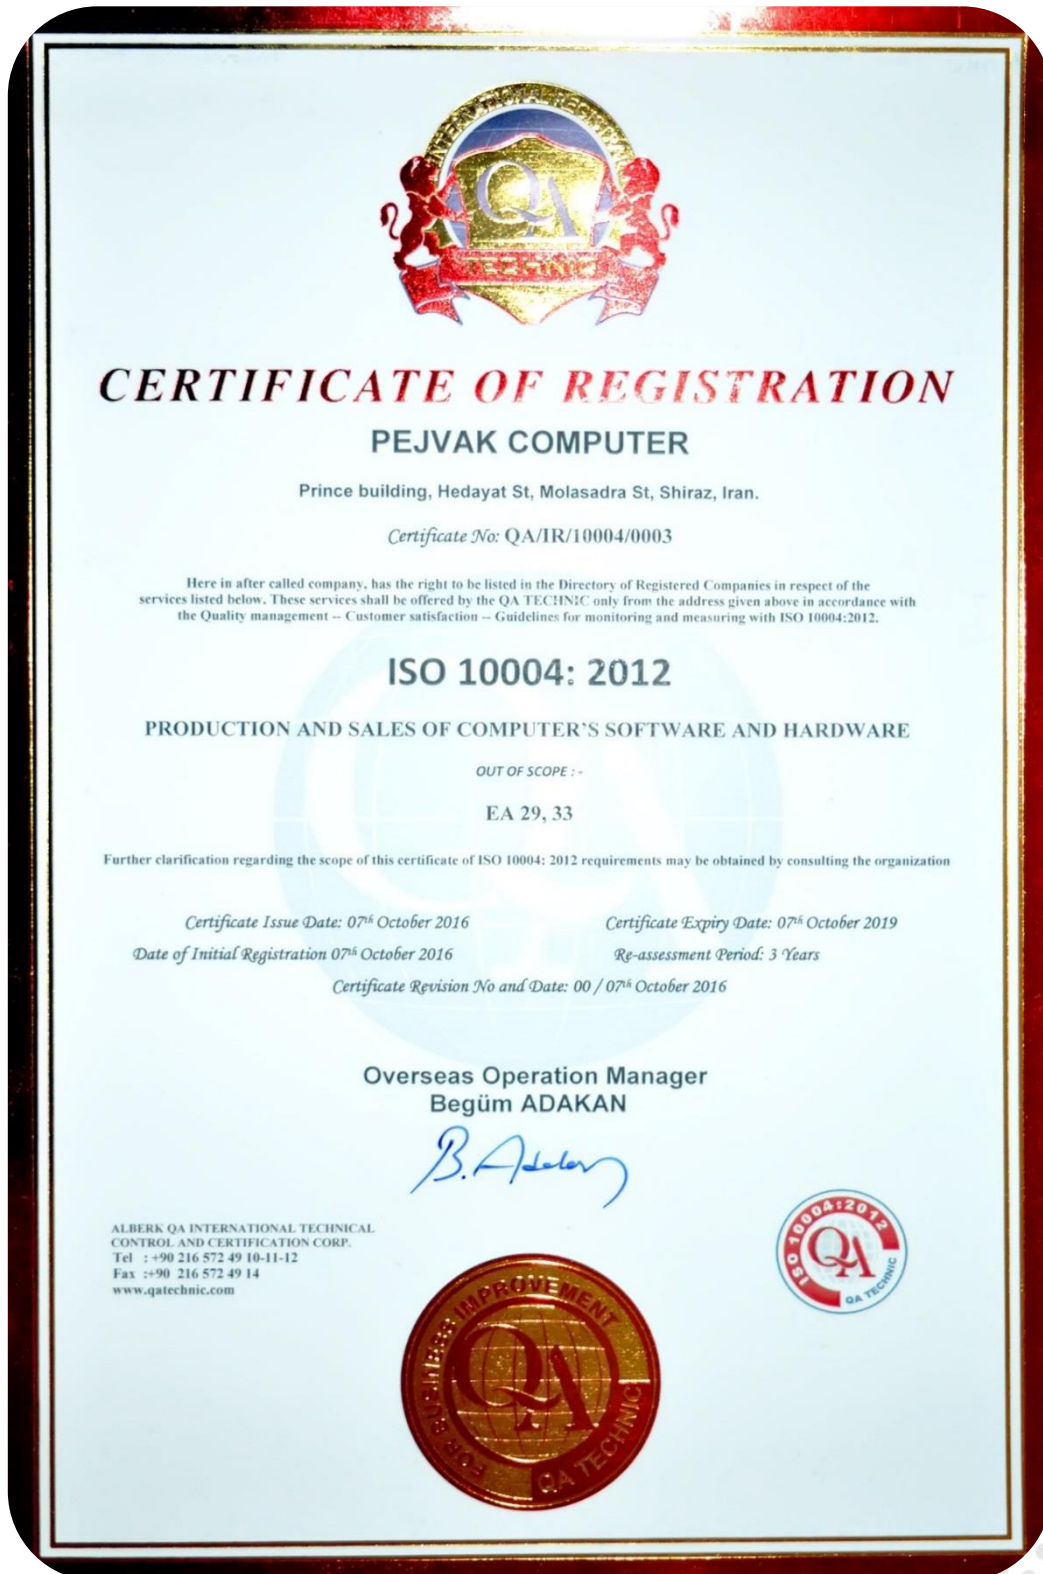 INTERNATIONAL REGISTRAR
QA
TECHNIC
CERTIFICATE OF REGISTRATION
PEJVAK COMPUTER
Prince building, Hedayat St, Molasadra St, Shiraz, Iran.
Certificate No: QA/IR/10004/0003
Here in after called company, has the right to be listed in the Directory of Registered Companies in respect of the
services listed below. These services shall be offered by the QA TECHNIC only from the address given above in accordance with
the Quality management -- Customer satisfaction -- Guidelines for monitoring and measuring with ISO 10004:2012.
ISO 10004: 2012
PRODUCTION AND SALES OF COMPUTER'S SOFTWARE AND HARDWARE
OUT OF SCOPE : -
EA 29, 33
Further clarification regarding the scope of this certificate of ISO 10004: 2012 requirements may be obtained by consulting the organization
Certificate Issue Date: 07th October 2016
Certificate Expiry Date: 07th October 2019
Date of Initial Registration 07th October 2016
Re-assessment Period: 3 Years
Certificate Revision No and Date: 00 / 07th October 2016
Overseas Operation Manager
Begüm ADAKAN
ALBERK QA INTERNATIONAL TECHNICAL
CONTROL AND CERTIFICATION CORP.
Tel : +90 216 572 49 10-11-12
Fax :+90 216 572 49 14
www.qatechnic.com
ISO 10004:2012
QA
QA TECHNIC
FOR BUSINESS IMPROVEMENT
QA
QA TECHNIC